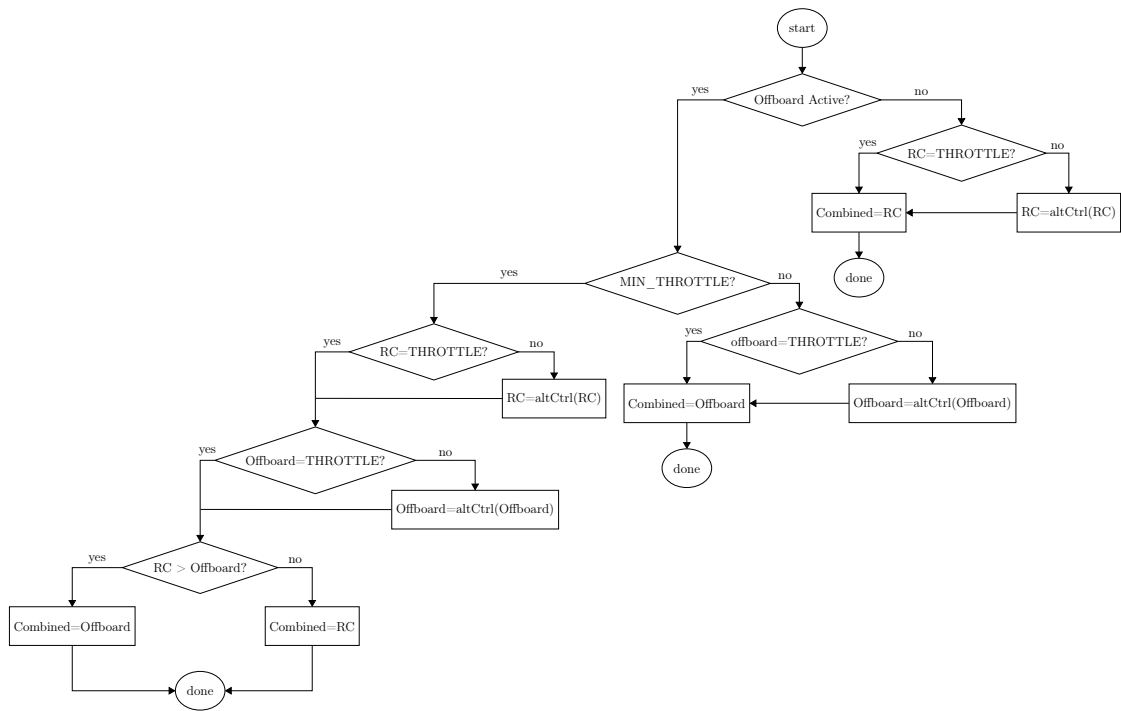 start
yes
Offboard Active?
no
yes
RC=THROTTLE?
no
Combined=RC
RC=altCtrl(RC)
done
yes
MIN_THROTTLE?
no
yes
RC=THROTTLE?
no
yes
offboard=THROTTLE?
no
RC=altCtrl(RC)
Combined=Offboard
Offboard=altCtrl(Offboard)
done
yes
Offboard=THROTTLE?
no
Offboard=altCtrl(Offboard)
yes
RC > Offboard?
no
Combined=Offboard
Combined=RC
done